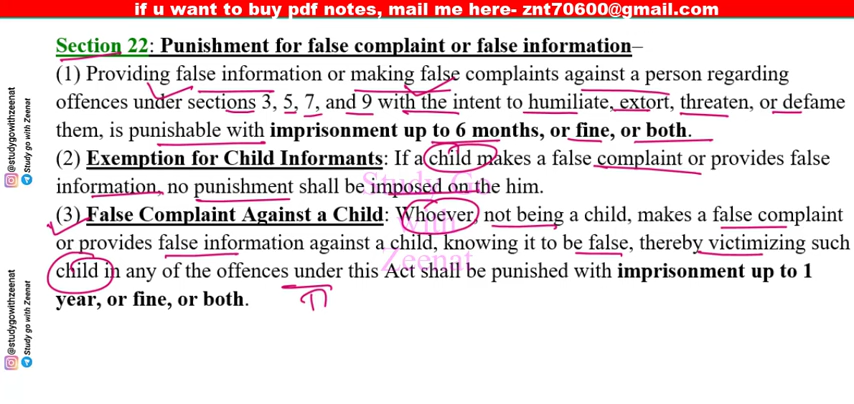 if u want to buy pdf notes, mail me here- znt70600@gmail.com
Section 22: Punishment for false complaint or false information–
(1) Providing false information or making false complaints against a person regarding
offences under sections 3, 5, 7, and 9 with the intent to humiliate, extort, threaten, or defame
them, is punishable with imprisonment up to 6 months, or fine, or both.
(2) Exemption for Child Informants: If a child makes a false complaint or provides false
information, no punishment shall be imposed on the him.
(3) False Complaint Against a Child: Whoever, not being a child, makes a false complaint
or provides false information against a child, knowing it to be false, thereby victimizing such
child in any of the offences under this Act shall be punished with imprisonment up to 1
year, or fine, or both.
Study Go
With
Zeenat
@studygowithzeenat
Study go with Zeenat
@studygowithzeenat
Study go with Zeenat